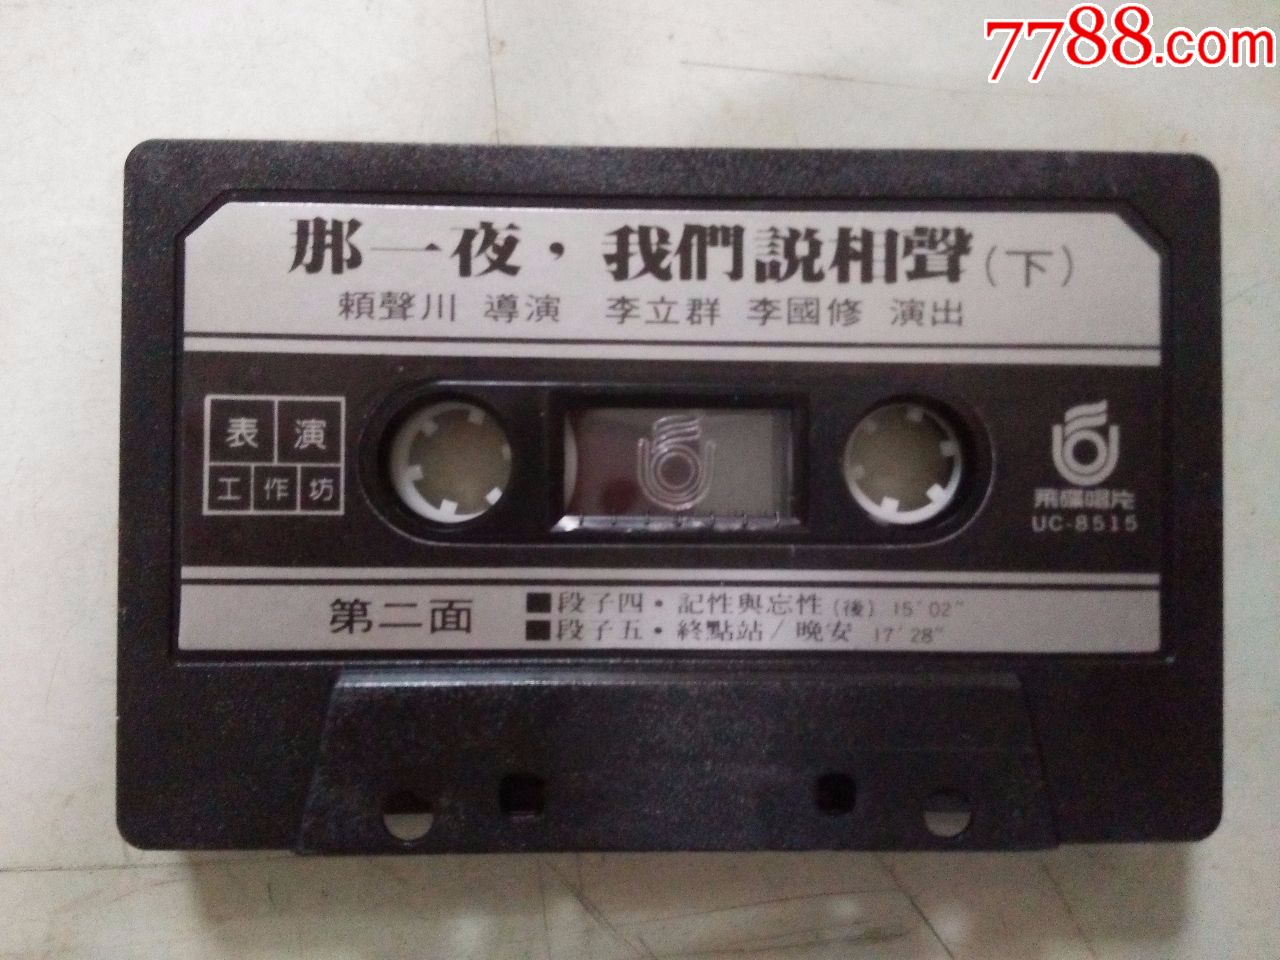 7788.com
那一夜，我們說相聲(下)
賴聲川 導演 李立群 李國修 演出
表演
工作坊
飛碟唱片
UC-8515
第二面
■段子四・記性與忘性(後) 15'02"
■段子五・終點站/晚安 17'28"